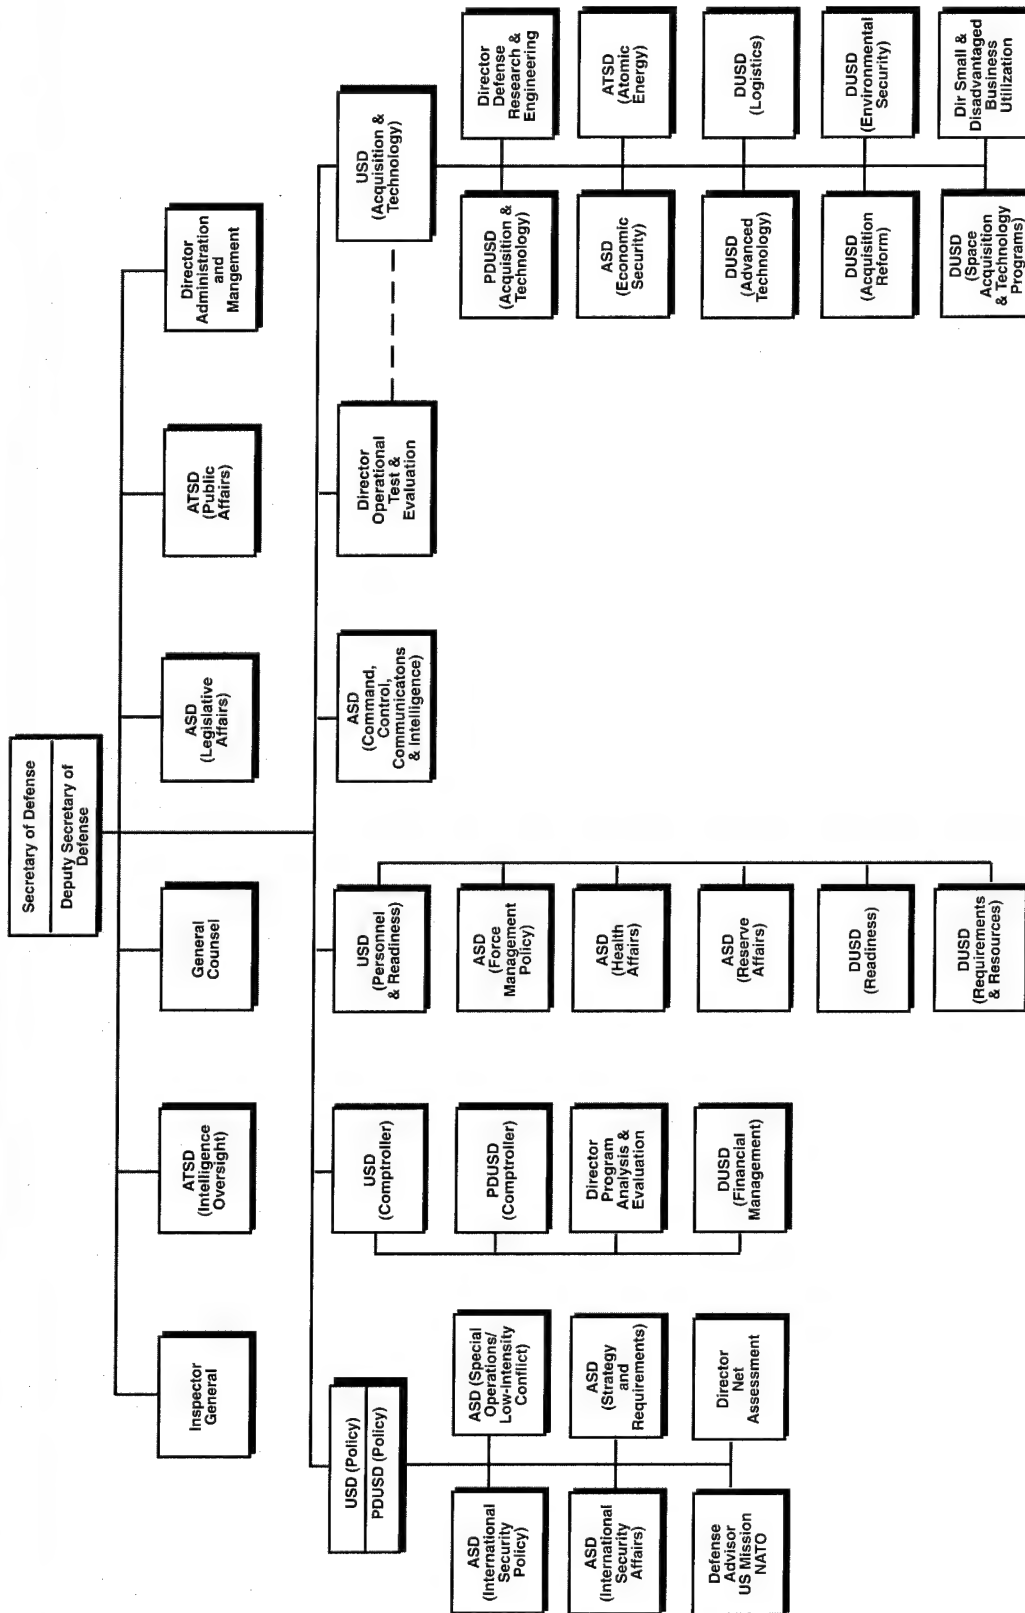 Secretary of Defense
Deputy Secretary of
Defense
Inspector
General
ATSD
(Intelligence
Oversight)
General
Counsel
ASD
(Legislative
Affairs)
ATSD
(Public
Affairs)
Director
Administration
and
Mangement
USD (Policy)
PDUSD (Policy)
USD
(Comptroller)
USD
(Personnel
& Readiness)
ASD
(Command,
Control,
Communicatons
& Intelligence)
Director
Operational
Test &
Evaluation
USD
(Acquisition &
Technology)
ASD
(International
Security
Policy)
ASD (Special
Operations/
Low-Intensity
Conflict)
ASD
(International
Security
Affairs)
ASD
(Strategy
and
Requirements)
Defense
Advisor
US Mission
NATO
Director
Net
Assessment
PDUSD
(Comptroller)
Director
Program
Analysis &
Evaluation
DUSD
(Financial
Management)
ASD
(Force
Management
Policy)
ASD
(Health
Affairs)
ASD
(Reserve
Affairs)
DUSD
(Readiness)
DUSD
(Requirements
& Resources)
PDUSD
(Acquisition &
Technology)
Director
Defense
Research &
Engineering
ASD
(Economic
Security)
ATSD
(Atomic
Energy)
DUSD
(Advanced
Technology)
DUSD
(Logistics)
DUSD
(Acquisition
Reform)
DUSD
(Environmental
Security)
DUSD
(Space
Acquisition
& Technology
Programs)
Dir Small &
Disadvantaged
Business
Utilization